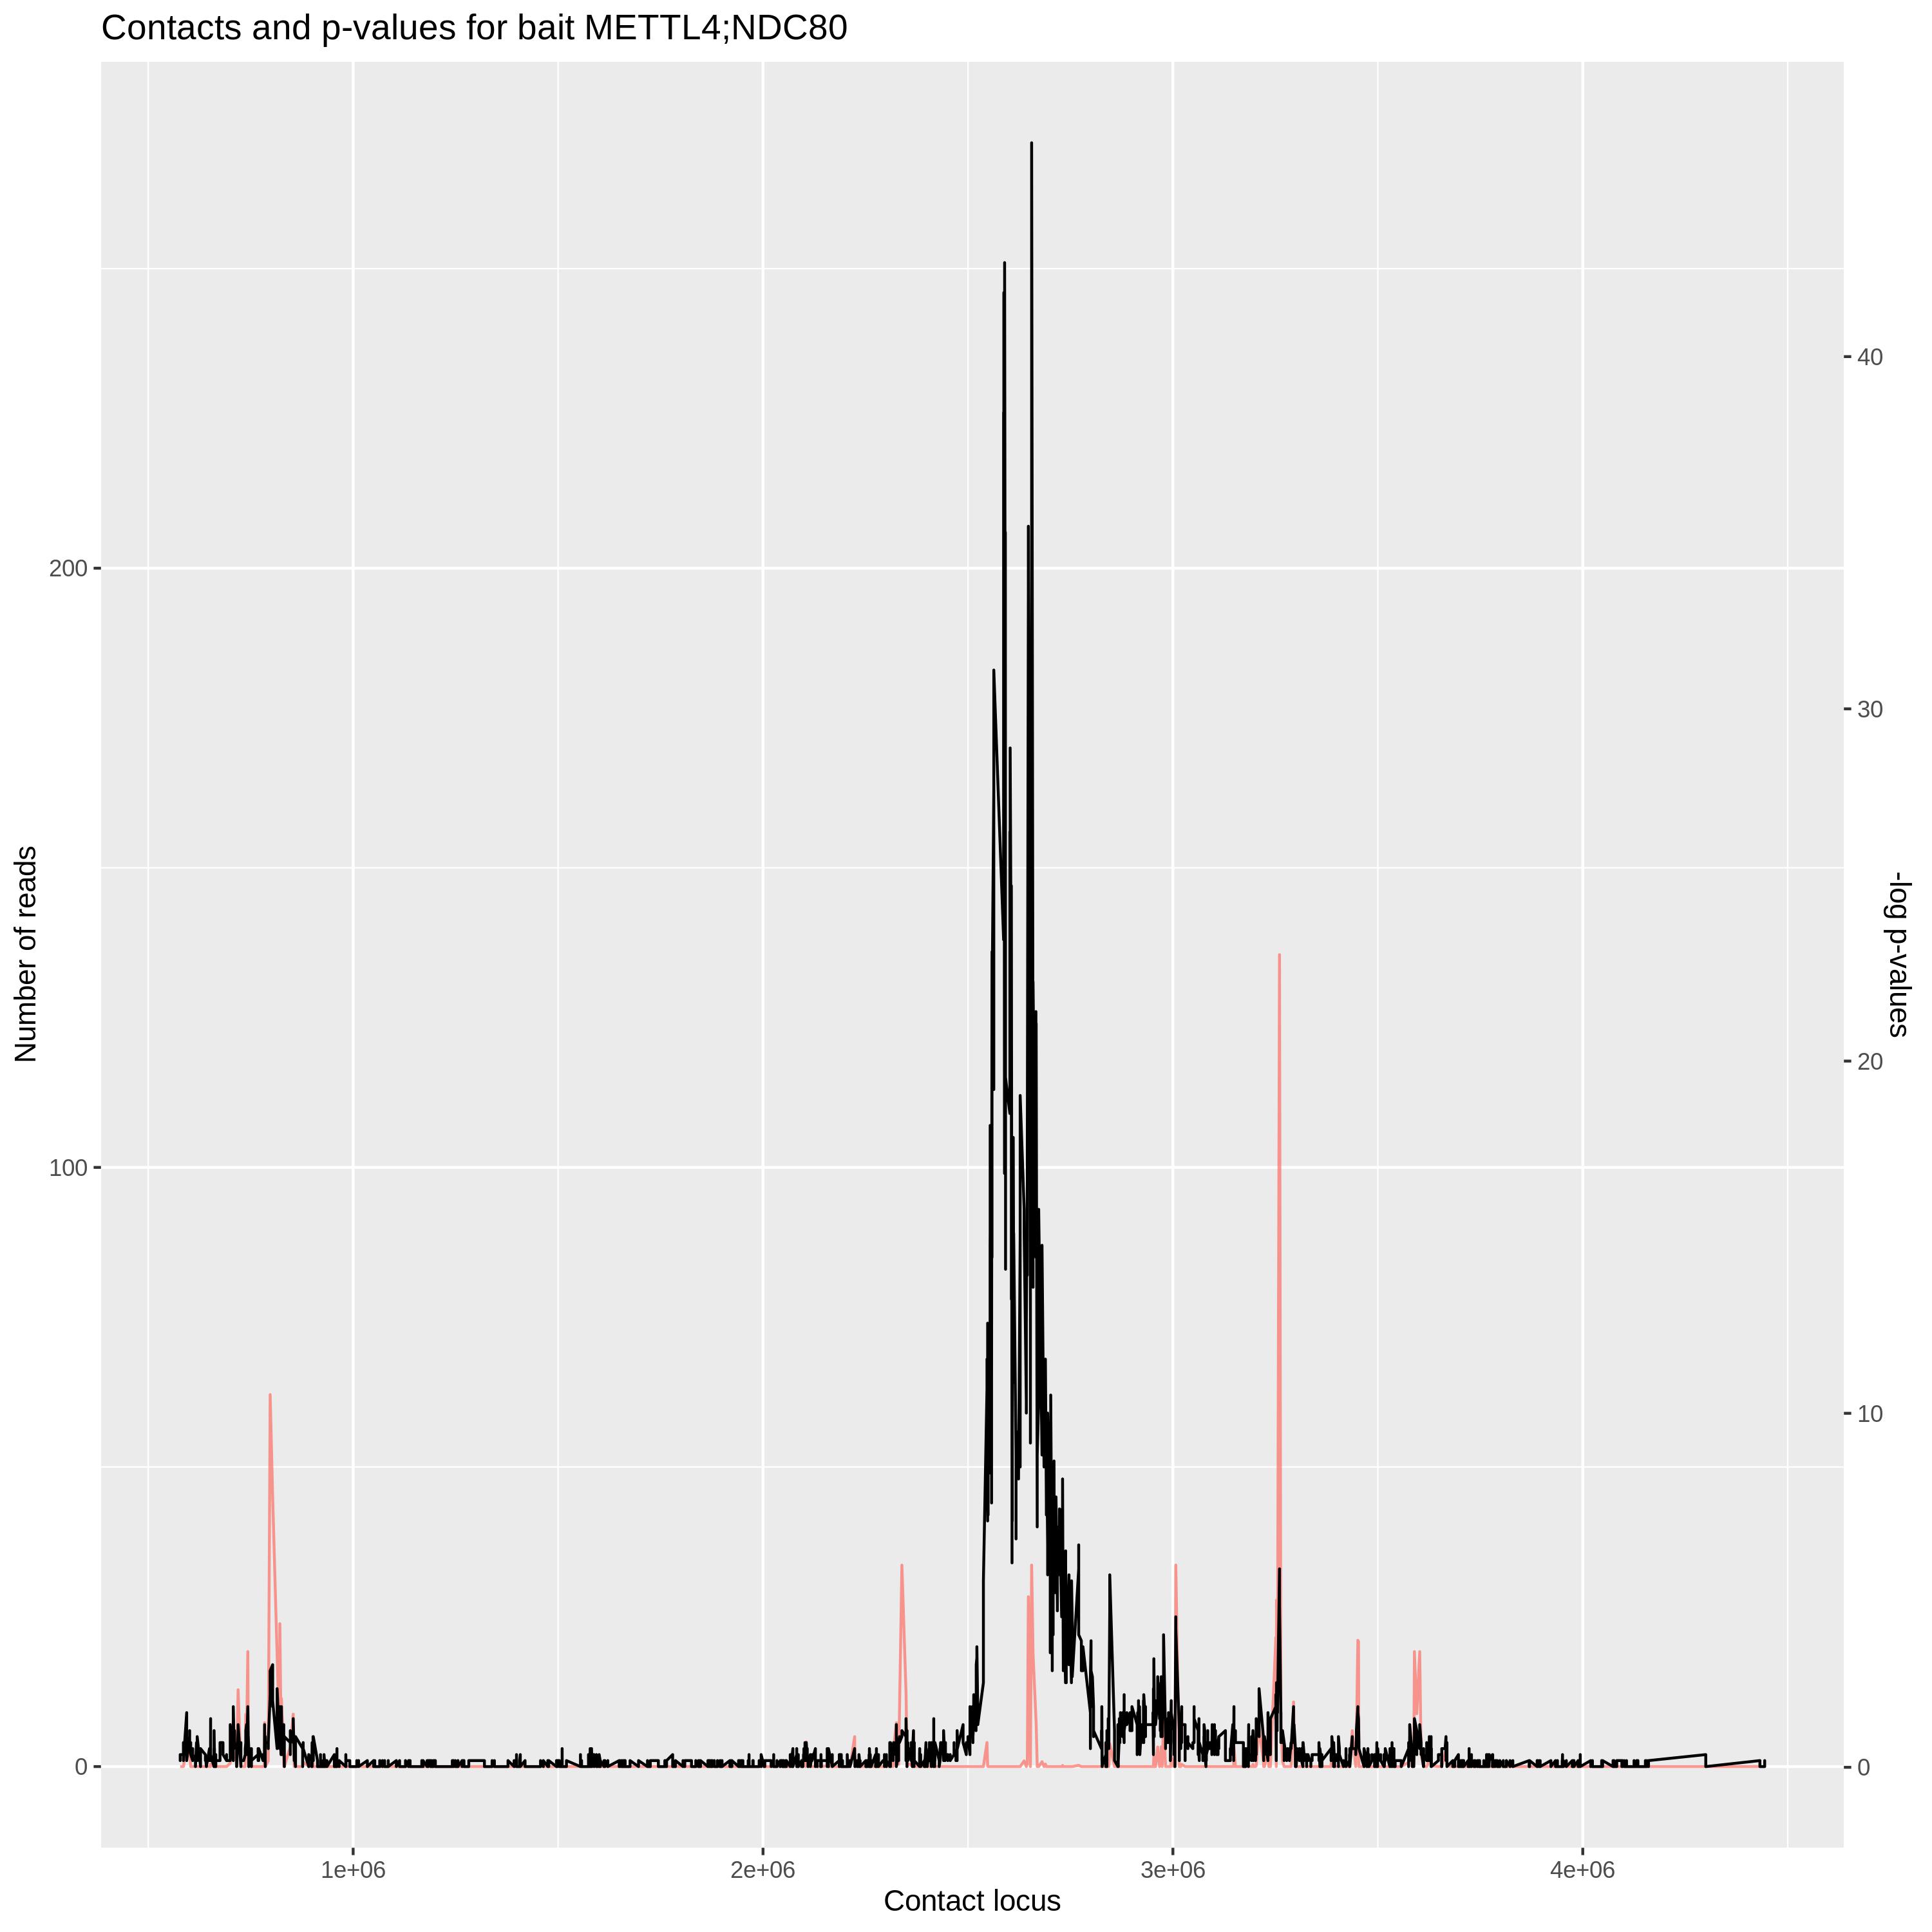 Contacts and p-values for bait METTL4;NDC80
Number of reads
200
100
0
40
30
20
10
0
-log p-values
1e+06
2e+06
3e+06
4e+06
Contact locus